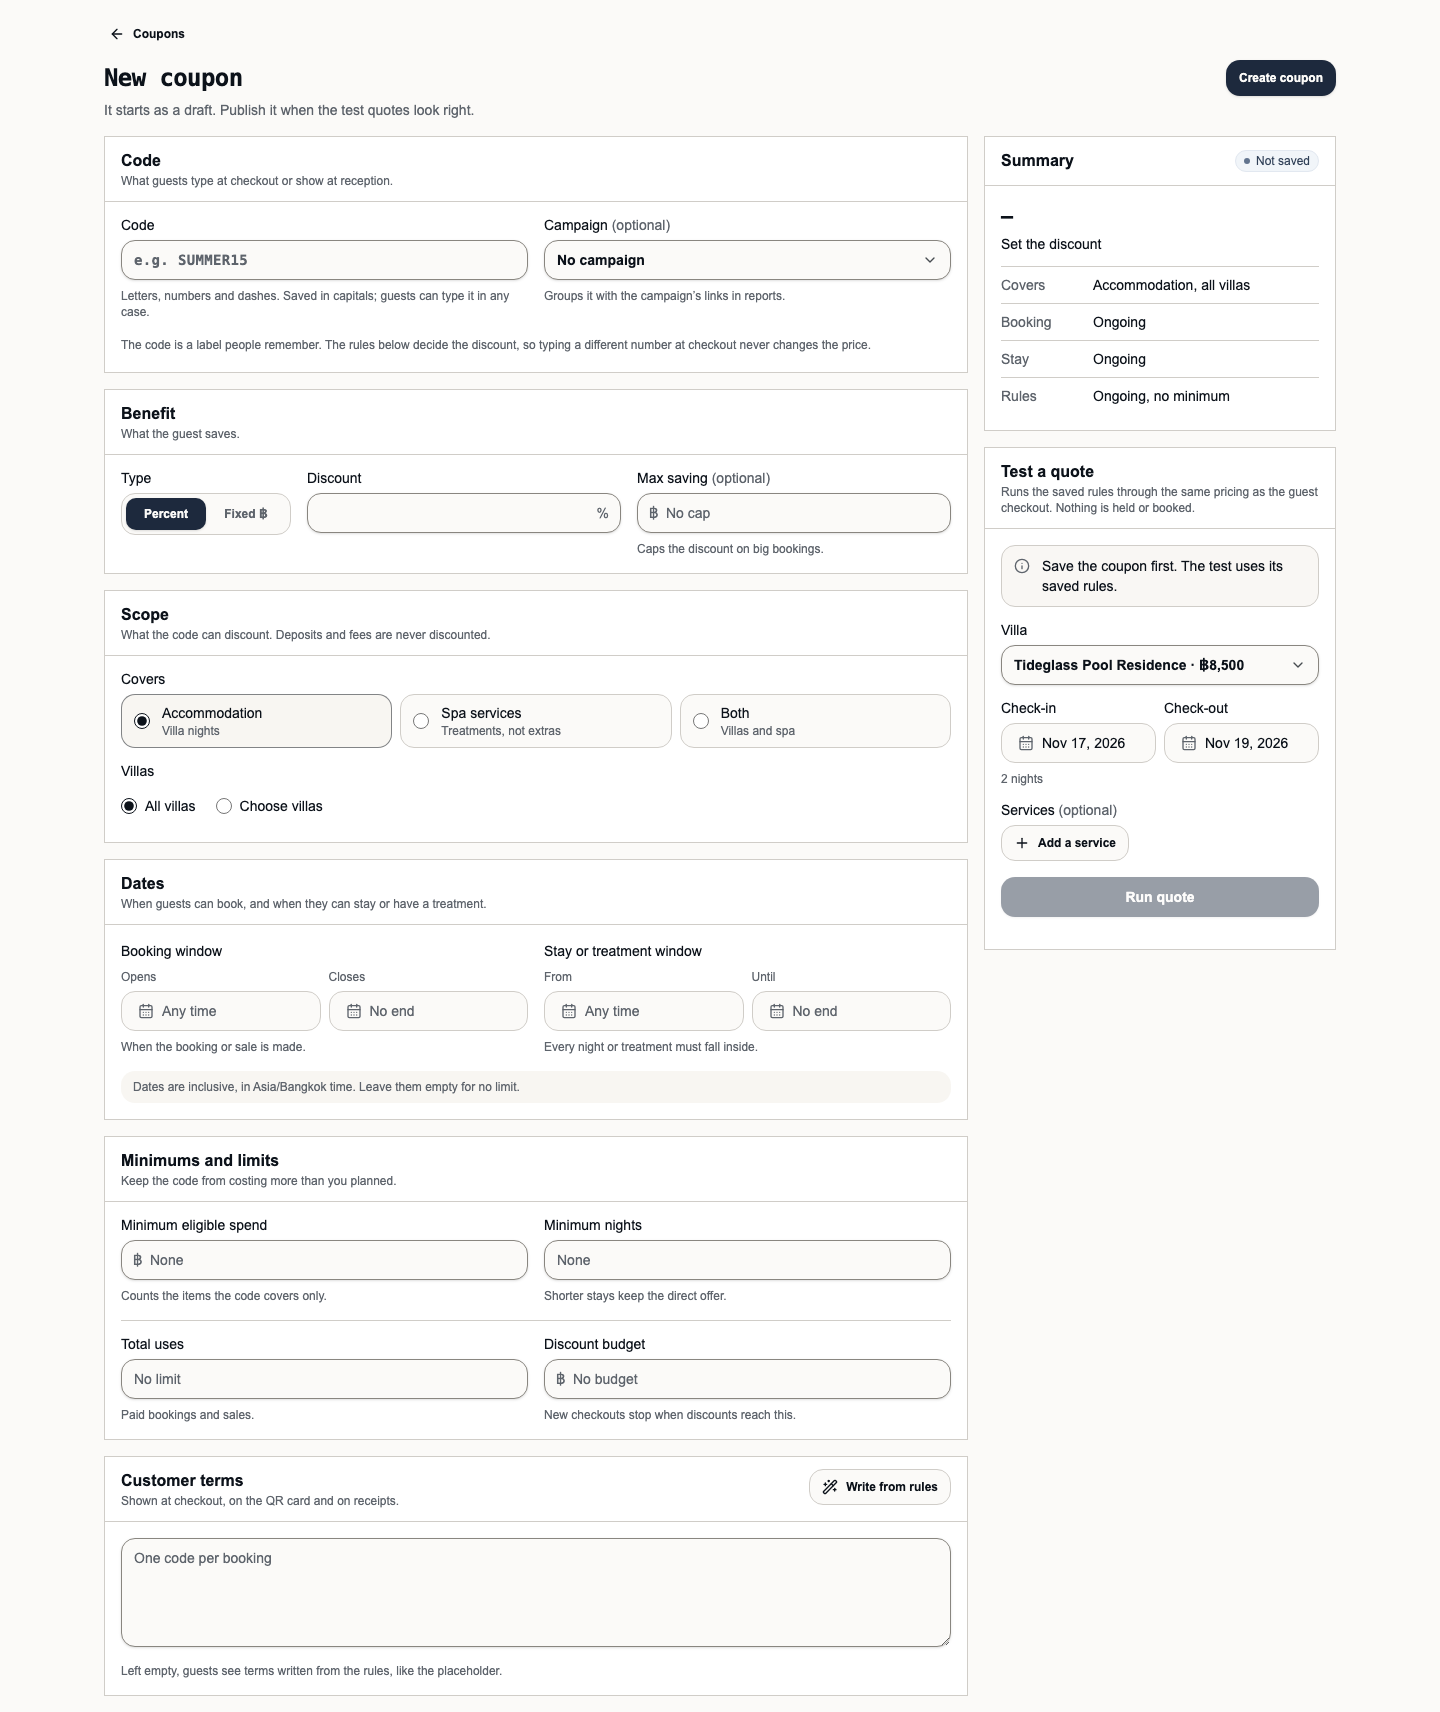 Coupons
New coupon
Create coupon
It starts as a draft. Publish it when the test quotes look right.
Code
What guests type at checkout or show at reception.
Code
e.g. SUMMER15
Letters, numbers and dashes. Saved in capitals; guests can type it in any
case.
Campaign (optional)
No campaign
Groups it with the campaign's links in reports.
The code is a label people remember. The rules below decide the discount, so typing a different number at checkout never changes the price.
Benefit
What the guest saves.
Type
Percent
Fixed ฿
Discount
%
Max saving (optional)
฿ No cap
Caps the discount on big bookings.
Scope
What the code can discount. Deposits and fees are never discounted.
Covers
Accommodation
Villa nights
Spa services
Treatments, not extras
Both
Villas and spa
Villas
All villas
Choose villas
Dates
When guests can book, and when they can stay or have a treatment.
Booking window
Opens
Any time
Closes
No end
When the booking or sale is made.
Stay or treatment window
From
Any time
Until
No end
Every night or treatment must fall inside.
Dates are inclusive, in Asia/Bangkok time. Leave them empty for no limit.
Minimums and limits
Keep the code from costing more than you planned.
Minimum eligible spend
฿ None
Counts the items the code covers only.
Minimum nights
None
Shorter stays keep the direct offer.
Total uses
No limit
Paid bookings and sales.
Discount budget
฿ No budget
New checkouts stop when discounts reach this.
Customer terms
Shown at checkout, on the QR card and on receipts.
Write from rules
One code per booking
Left empty, guests see terms written from the rules, like the placeholder.
Summary
Not saved
–
Set the discount
Covers Accommodation, all villas
Booking Ongoing
Stay Ongoing
Rules Ongoing, no minimum
Test a quote
Runs the saved rules through the same pricing as the guest
checkout. Nothing is held or booked.
Save the coupon first. The test uses its
saved rules.
Villa
Tideglass Pool Residence · ฿8,500
Check-in
Nov 17, 2026
Check-out
Nov 19, 2026
2 nights
Services (optional)
Add a service
Run quote